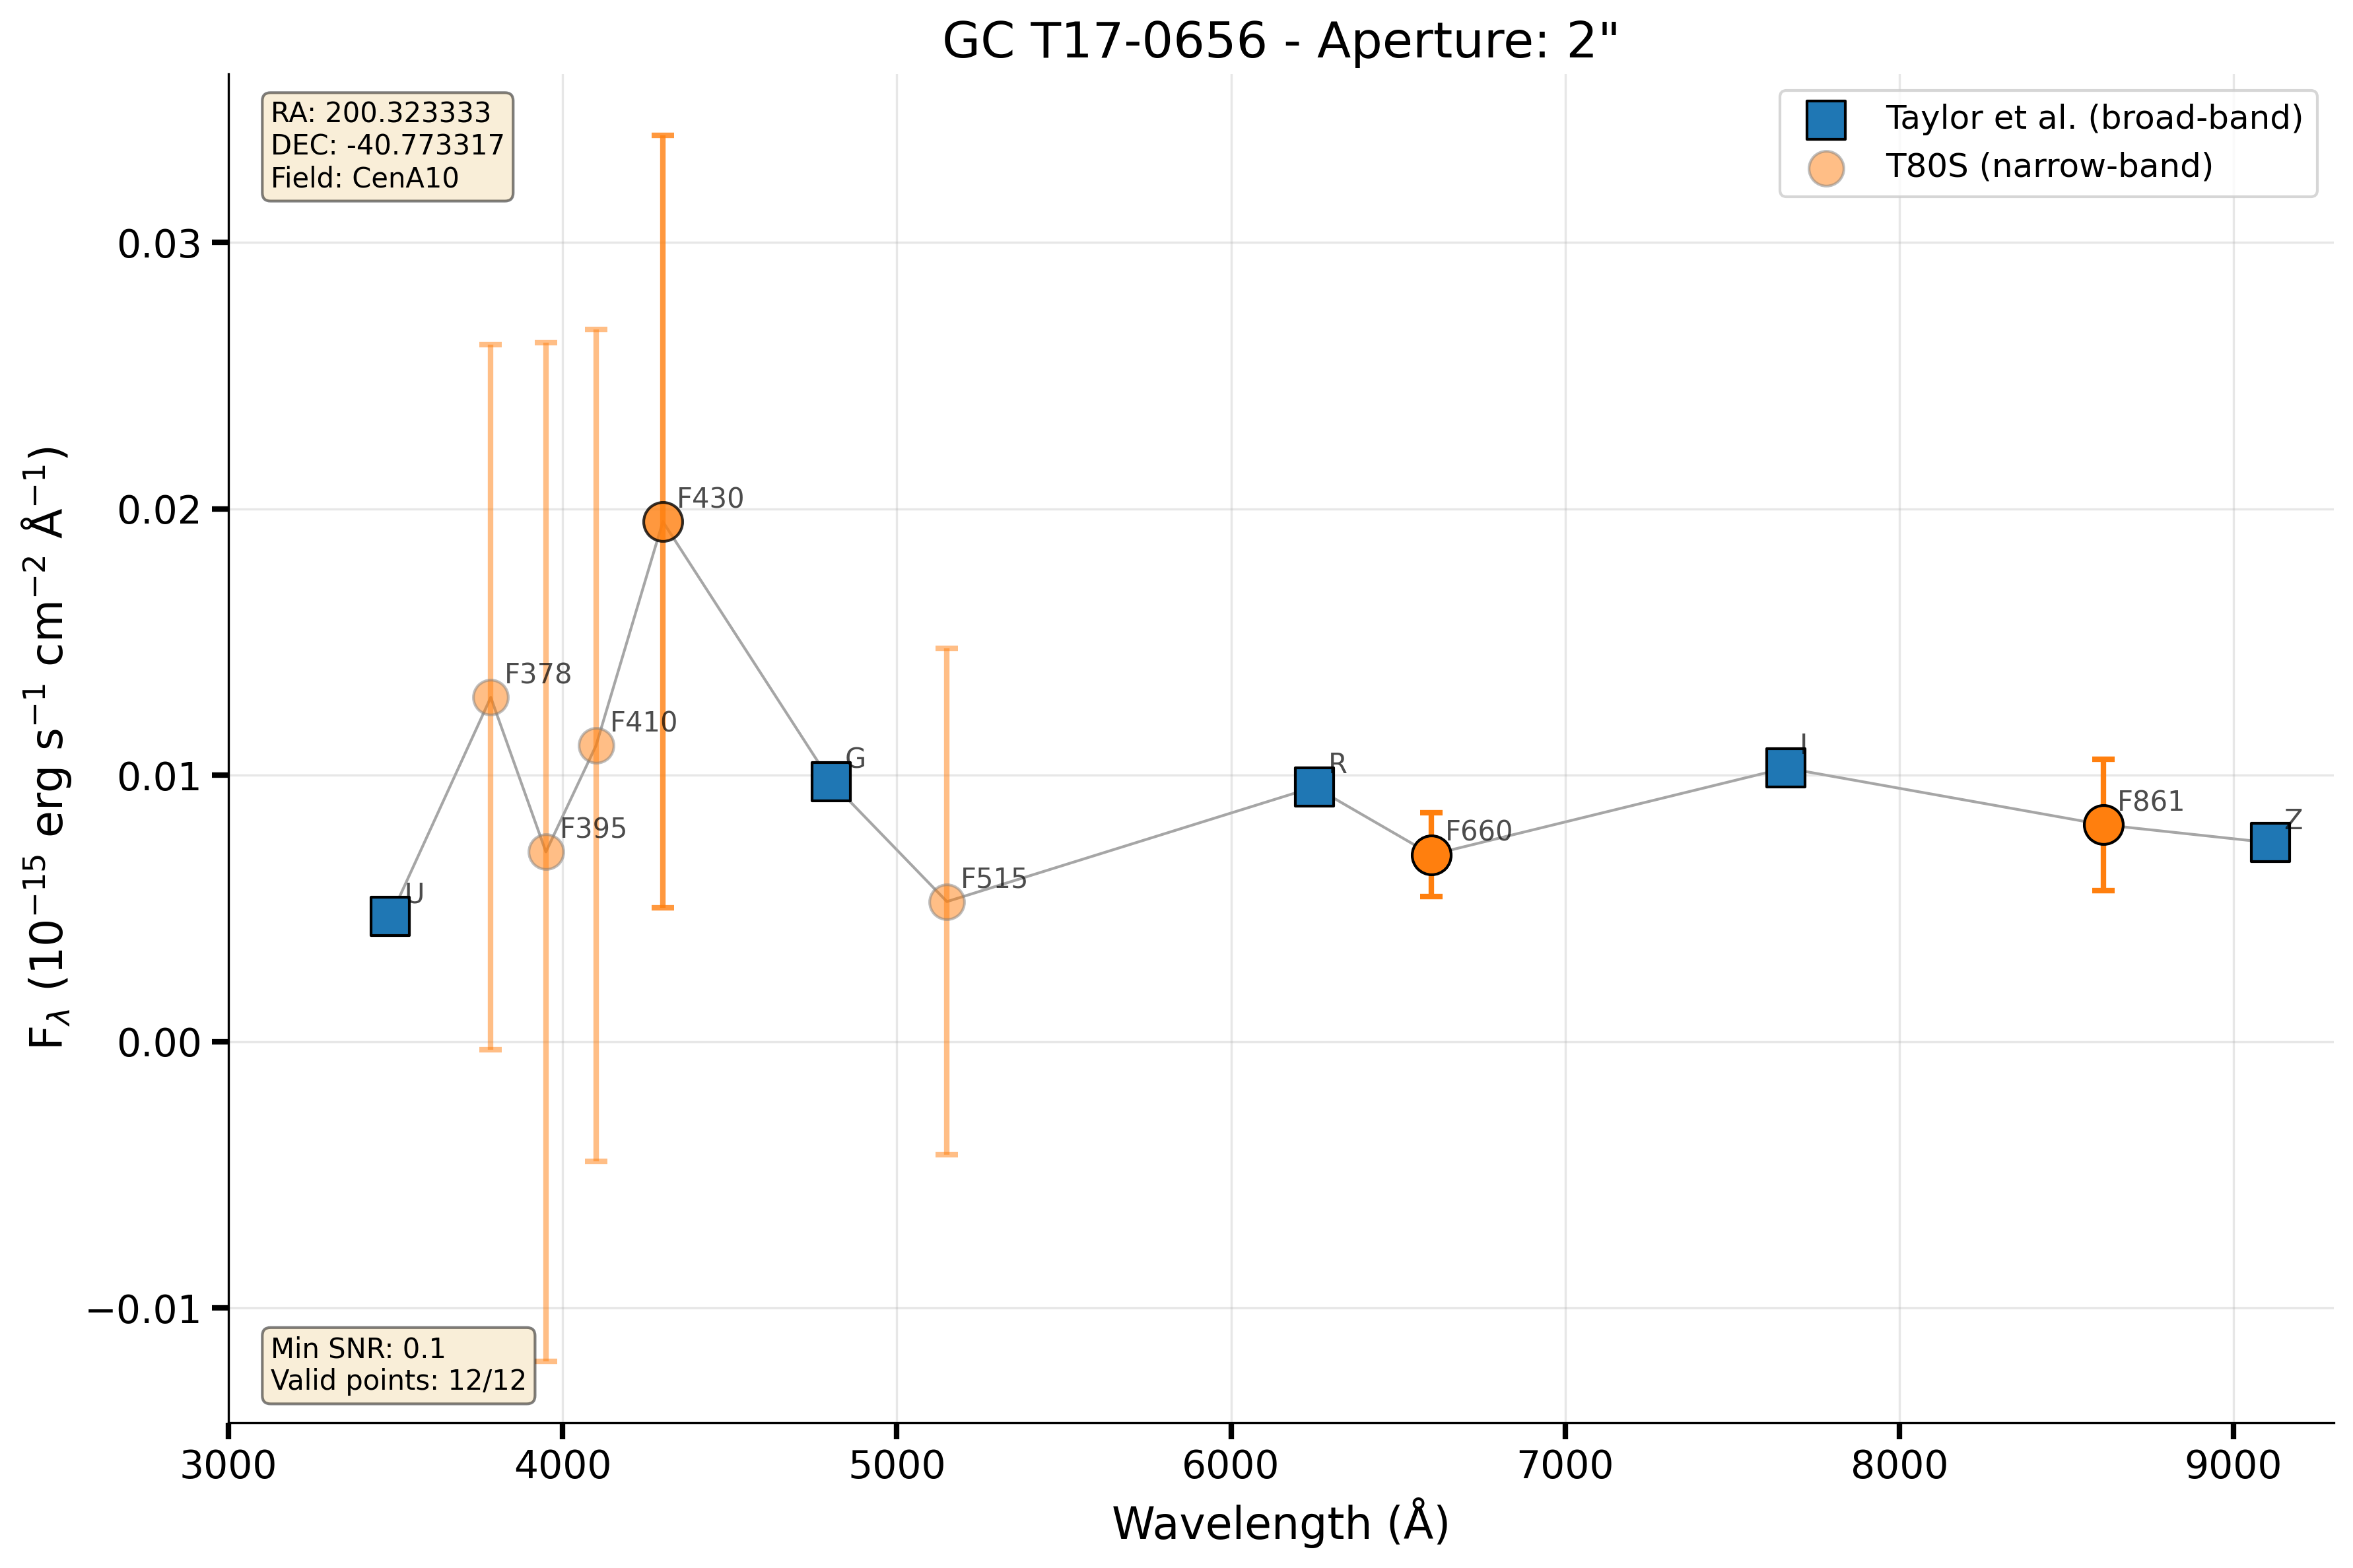 GC T17-0656 - Aperture: 2"
RA: 200.323333
DEC: -40.773317
Field: CenA10
Taylor et al. (broad-band)
T80S (narrow-band)
F_λ (10⁻¹⁵ erg s⁻¹ cm⁻² Å⁻¹)
0.03
0.02
0.01
0.00
−0.01
U
F378
F395
F410
F430
G
F515
R
F660
I
F861
Z
Min SNR: 0.1
Valid points: 12/12
3000 4000 5000 6000 7000 8000 9000
Wavelength (Å)